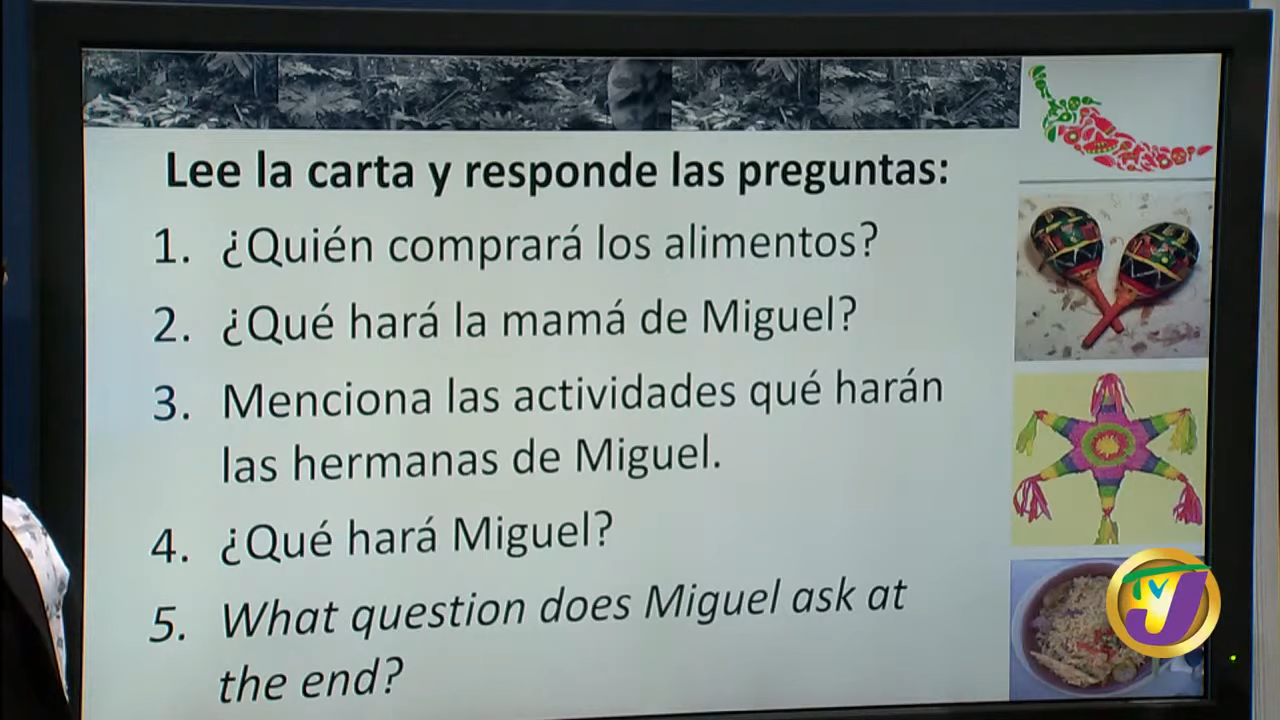 Lee la carta y responde las preguntas:
1. ¿Quién comprará los alimentos?
2. ¿Qué hará la mamá de Miguel?
3. Menciona las actividades qué harán
las hermanas de Miguel.
4. ¿Qué hará Miguel?
5. What question does Miguel ask at
the end?
TVJ